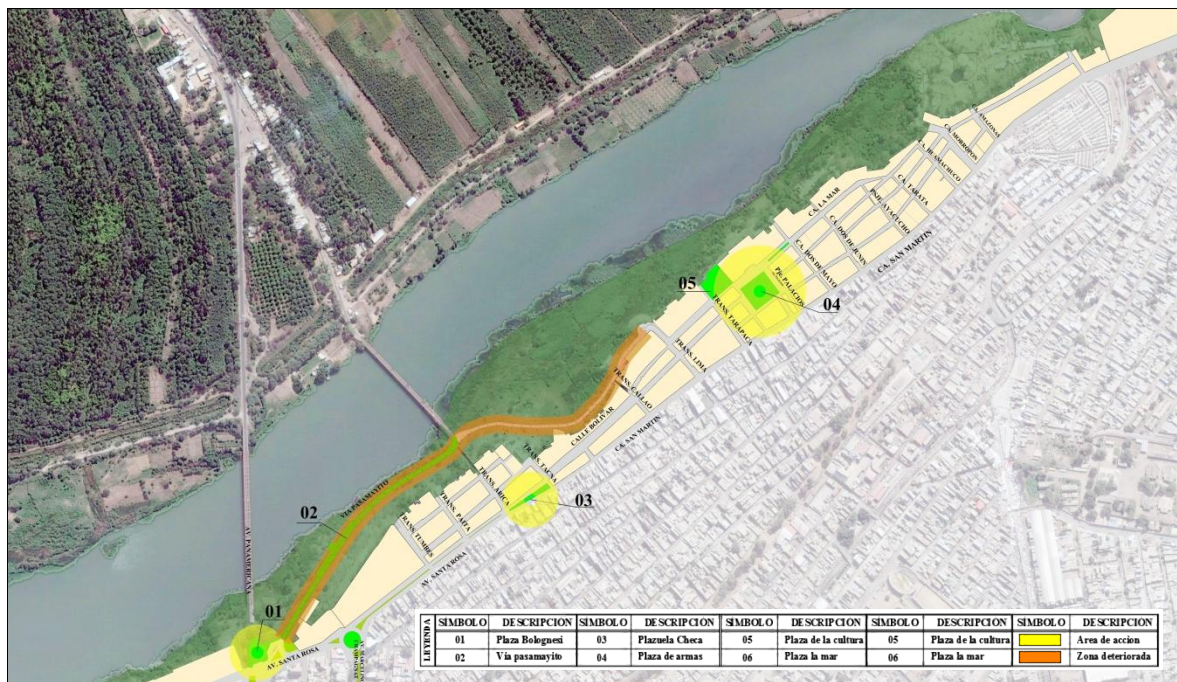 CA. AMAZONAS
CA. MORROPON
CA. HUAMACHUCO
CA. TARATA
PSJE. AYACUCHO
CA. LA MAR
CA. DOS DE JUNIN
CA. DOS DE MAYO
CA. SAN MARTIN
Pje. PALACIOS
05
04
TRANS. TARAPACA
TRANS. LIMA
TRANS. CALLAO
CALLE BOLIVAR
CA. SAN MARTIN
TRANS. TACNA
TRANS. ARICA
03
VIA PASAMAYITO
02
TRANS. PAITA
TRANS. TUMBES
AV. PANAMERICANA
AV. SANTA ROSA
01
AV. SANTA ROSA
LEYENDA
SIMBOLO DESCRIPCION SIMBOLO DESCRIPCION SIMBOLO DESCRIPCION SIMBOLO DESCRIPCION SIMBOLO DESCRIPCION
01 Plaza Bolognesi 03 Plazuela Checa 05 Plaza de la cultura 05 Plaza de la cultura Area de accion
02 Vía pasamayito 04 Plaza de armas 06 Plaza la mar 06 Plaza la mar Zona deteriorada